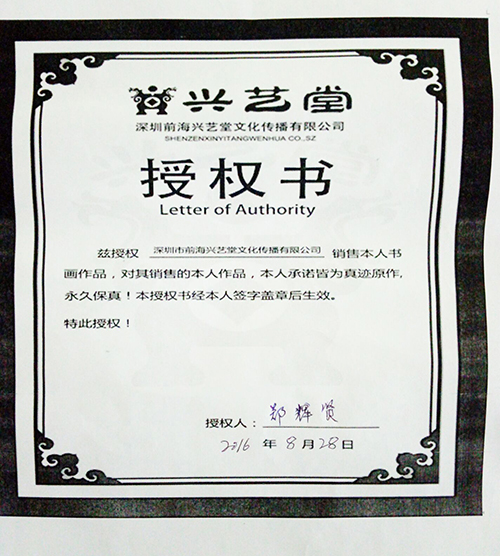 兴艺堂
深圳前海兴艺堂文化传播有限公司
SHENZENXINYITANGWENHUA CO.,SZ
授权书
Letter of Authority
兹授权 深圳市前海兴艺堂文化传播有限公司 销售本人书
画作品，对其销售的本人作品，本人承诺皆为真迹原作，
永久保真！本授权书经本人签字盖章后生效。
特此授权！
授权人：郑辉贤
2016 年 8 月 28 日